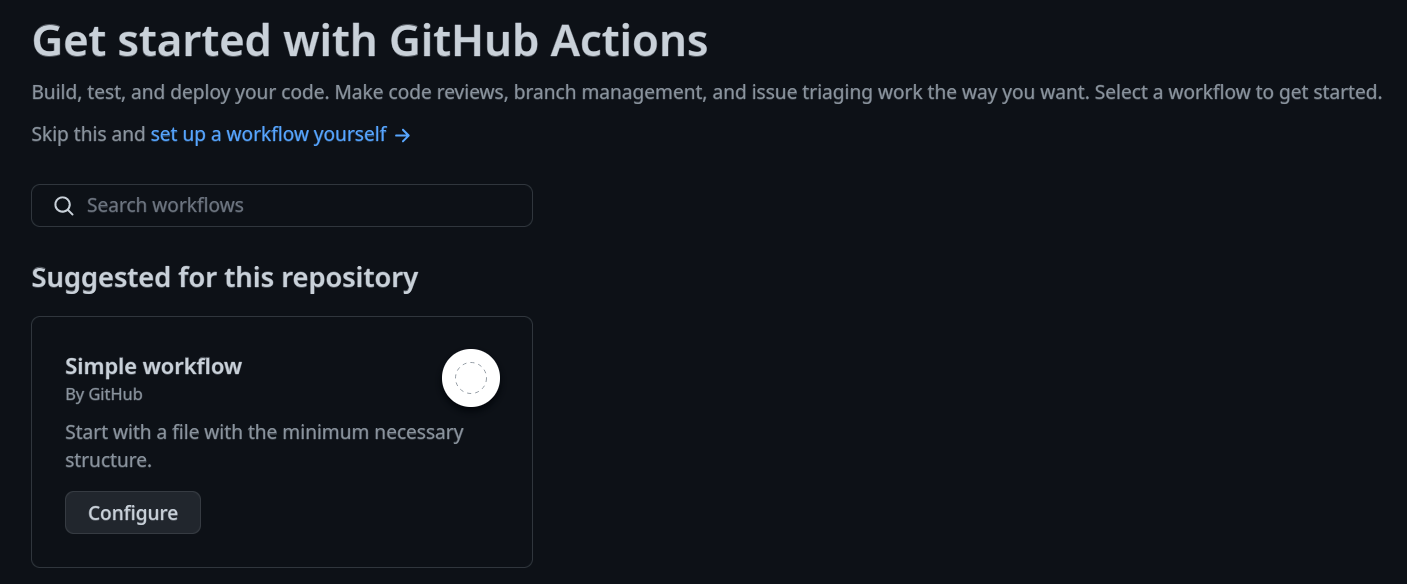 Get started with GitHub Actions
Build, test, and deploy your code. Make code reviews, branch management, and issue triaging work the way you want. Select a workflow to get started.
Skip this and set up a workflow yourself →
Search workflows
Suggested for this repository
Simple workflow
By GitHub
Start with a file with the minimum necessary
structure.
Configure